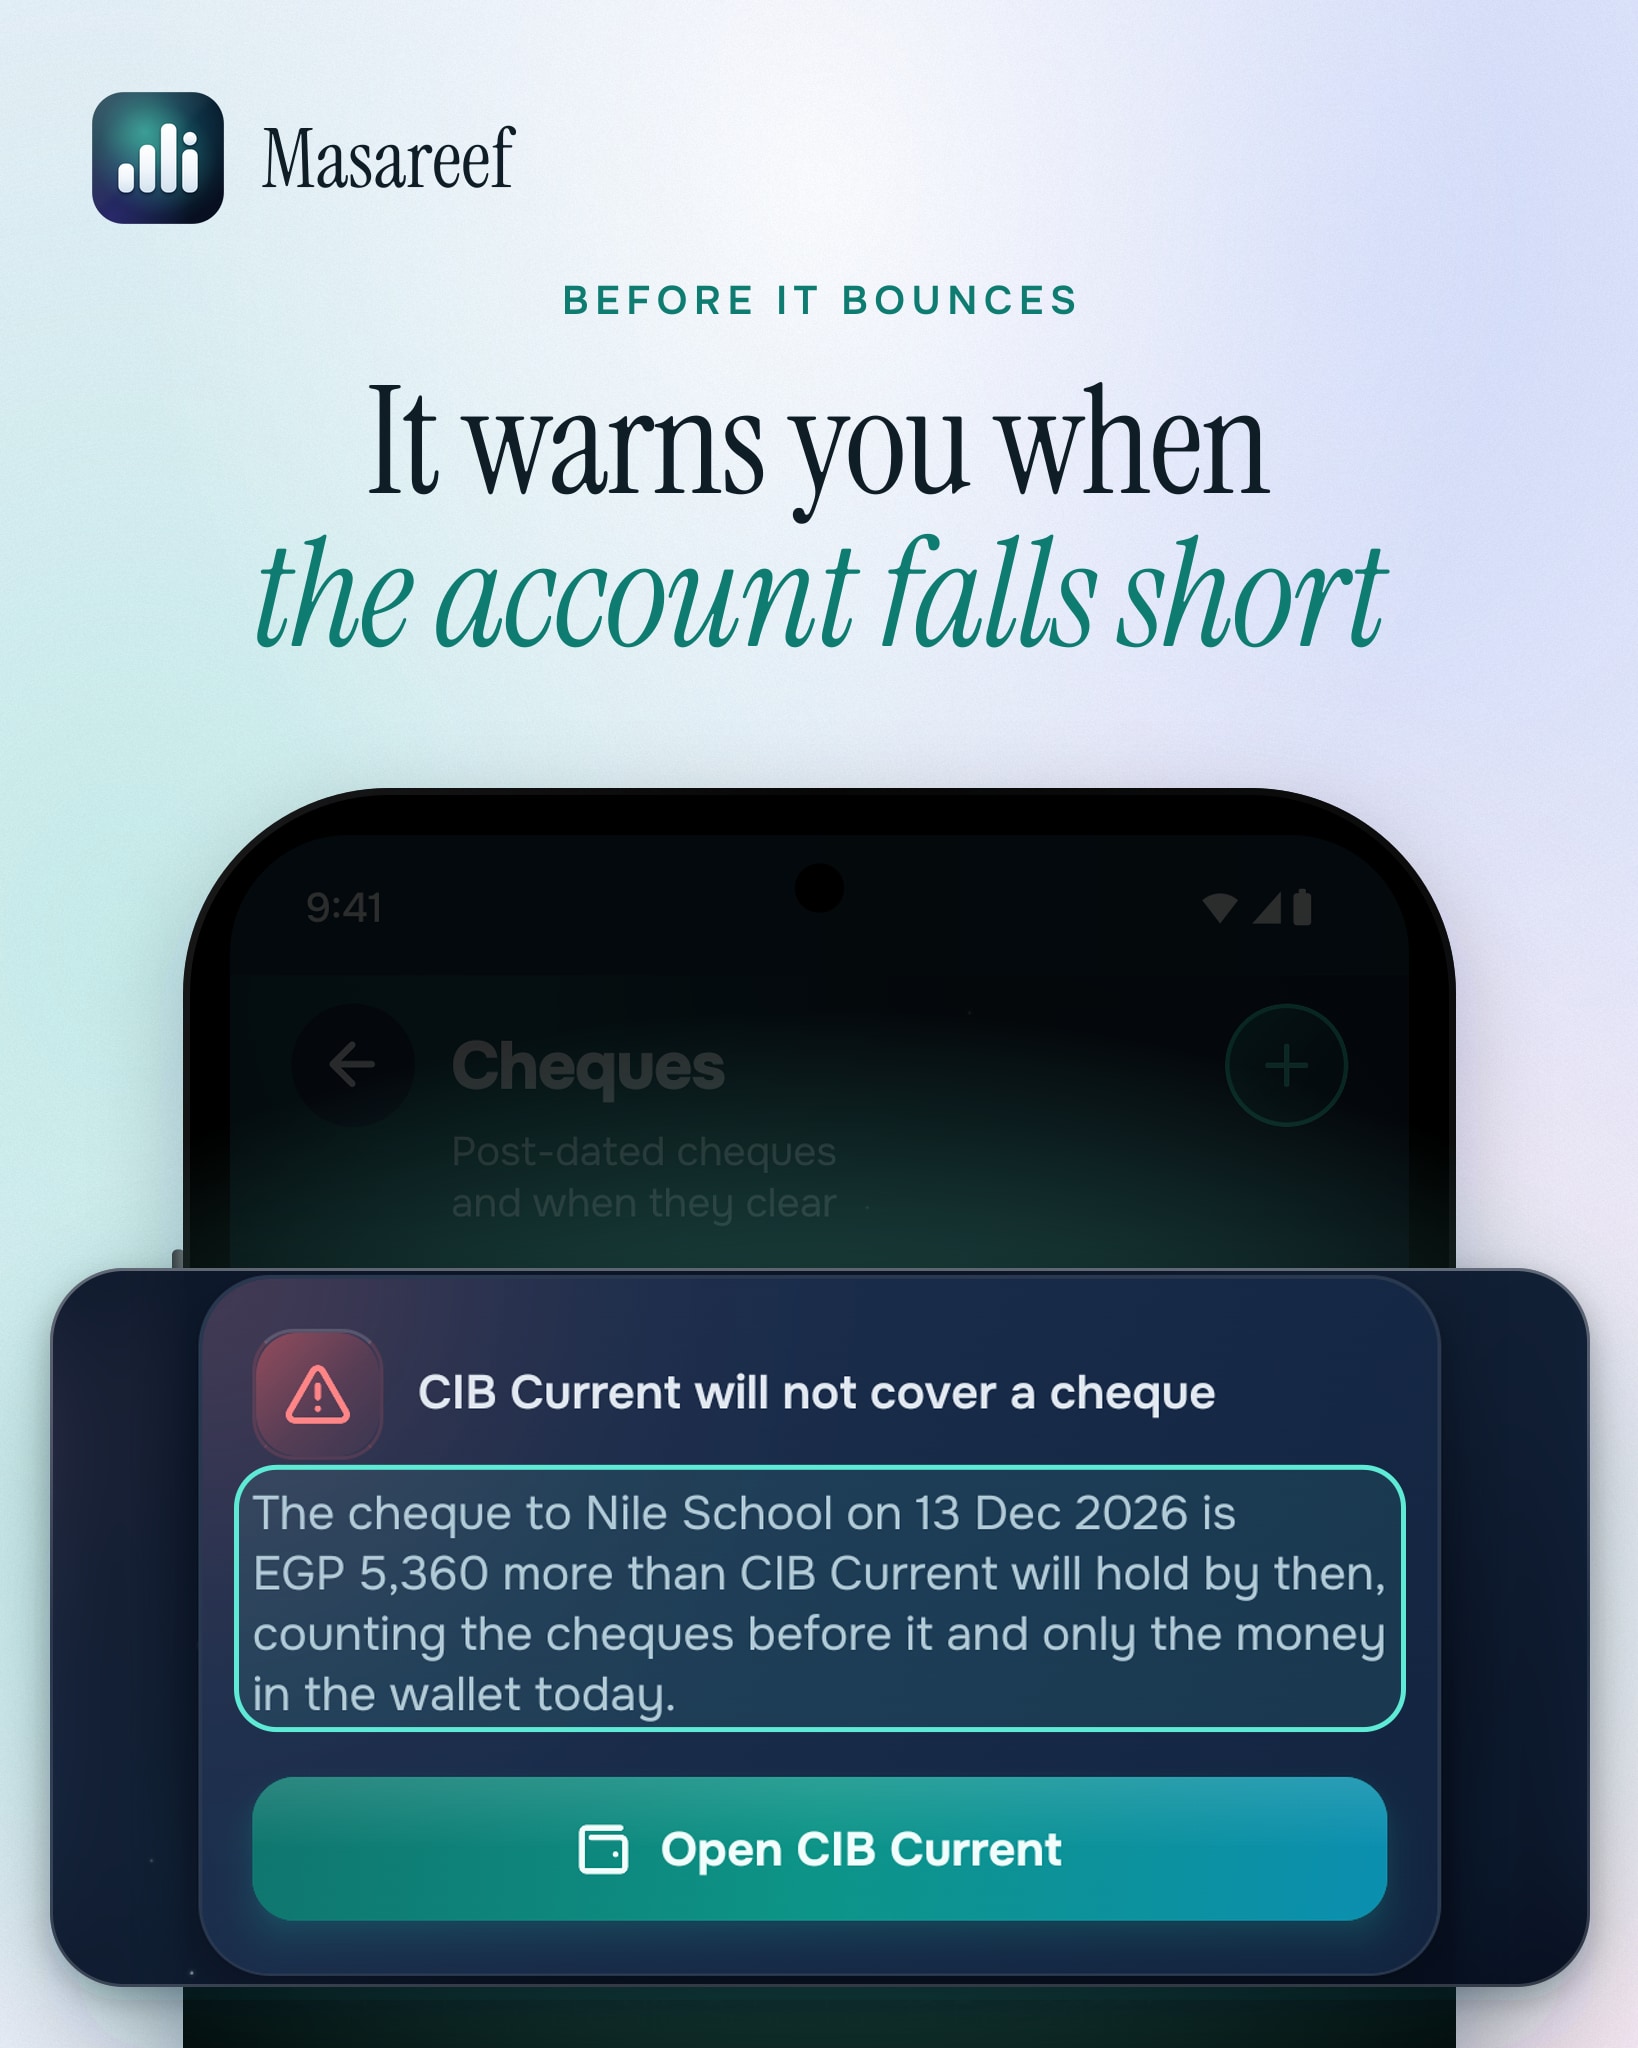 Masareef
BEFORE IT BOUNCES
It warns you when
the account falls short
9:41
Cheques
Post-dated cheques
and when they clear
CIB Current will not cover a cheque
The cheque to Nile School on 13 Dec 2026 is
EGP 5,360 more than CIB Current will hold by then,
counting the cheques before it and only the money
in the wallet today.
Open CIB Current